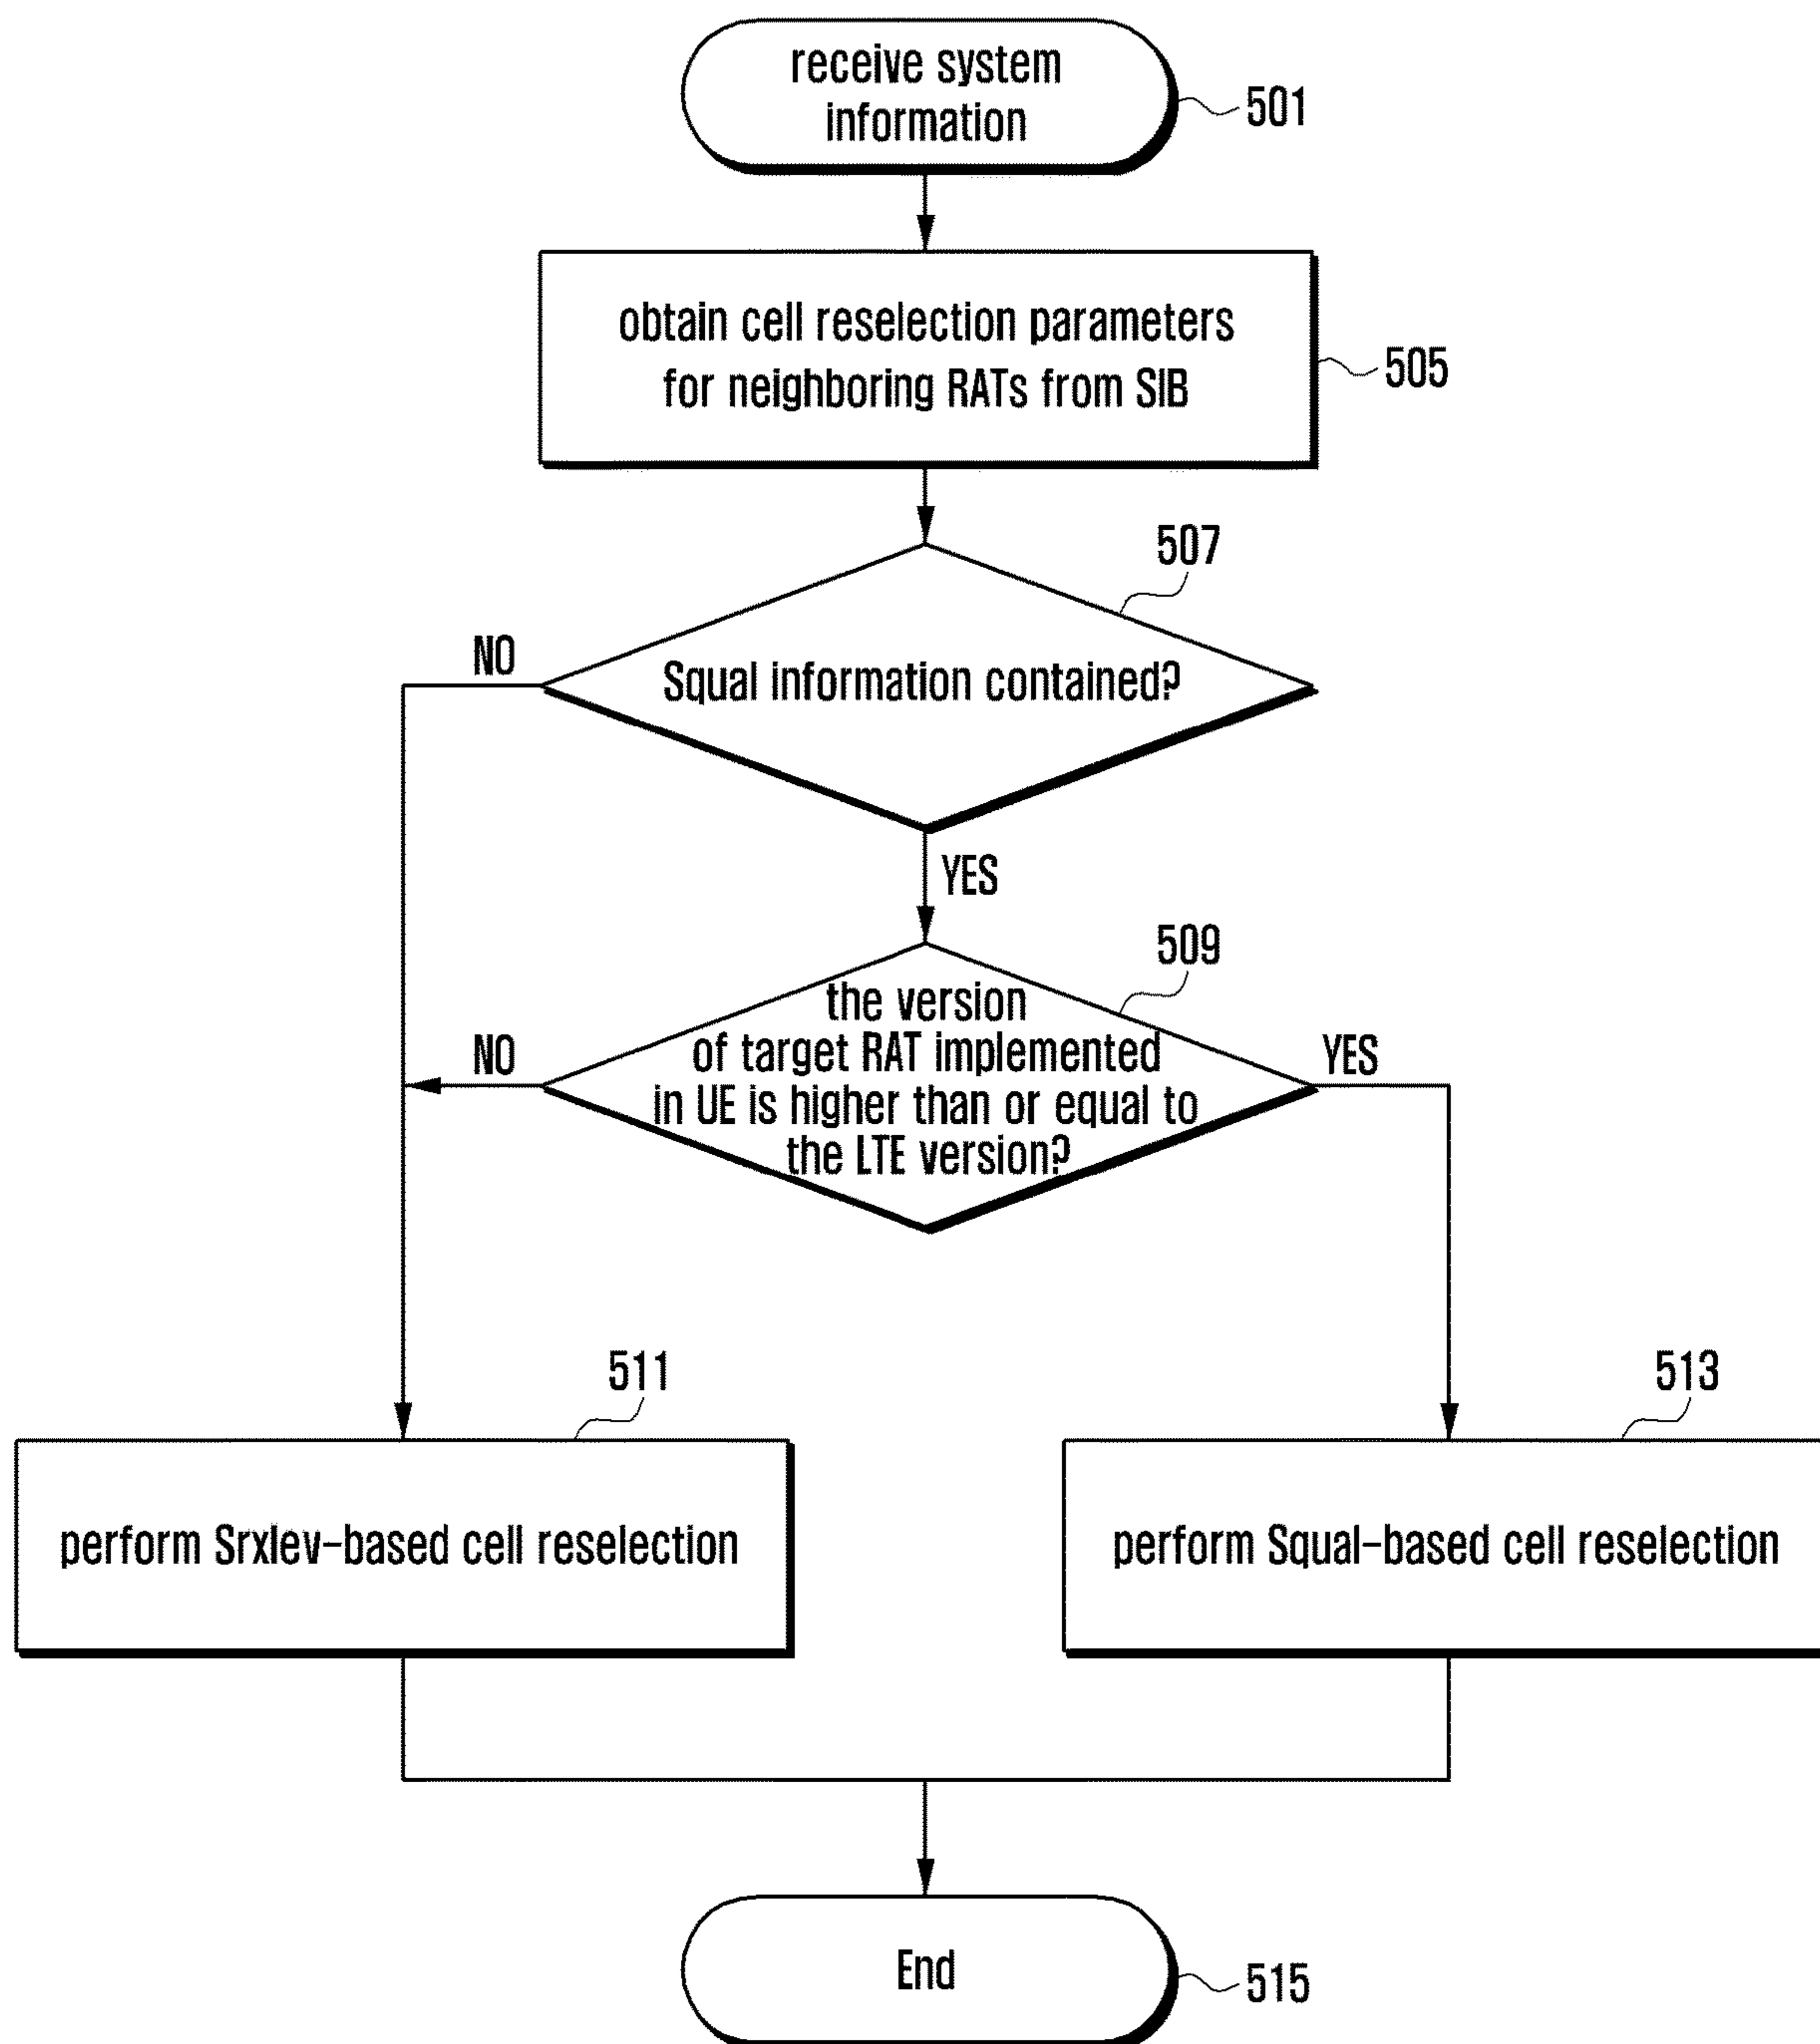 receive system
information
501
obtain cell reselection parameters
for neighboring RATs from SIB
505
507
NO
Squal information contained?
YES
509
the version
of target RAT implemented
in UE is higher than or equal to
the LTE version?
NO
YES
511
513
perform Srxlev-based cell reselection
perform Squal-based cell reselection
End
515